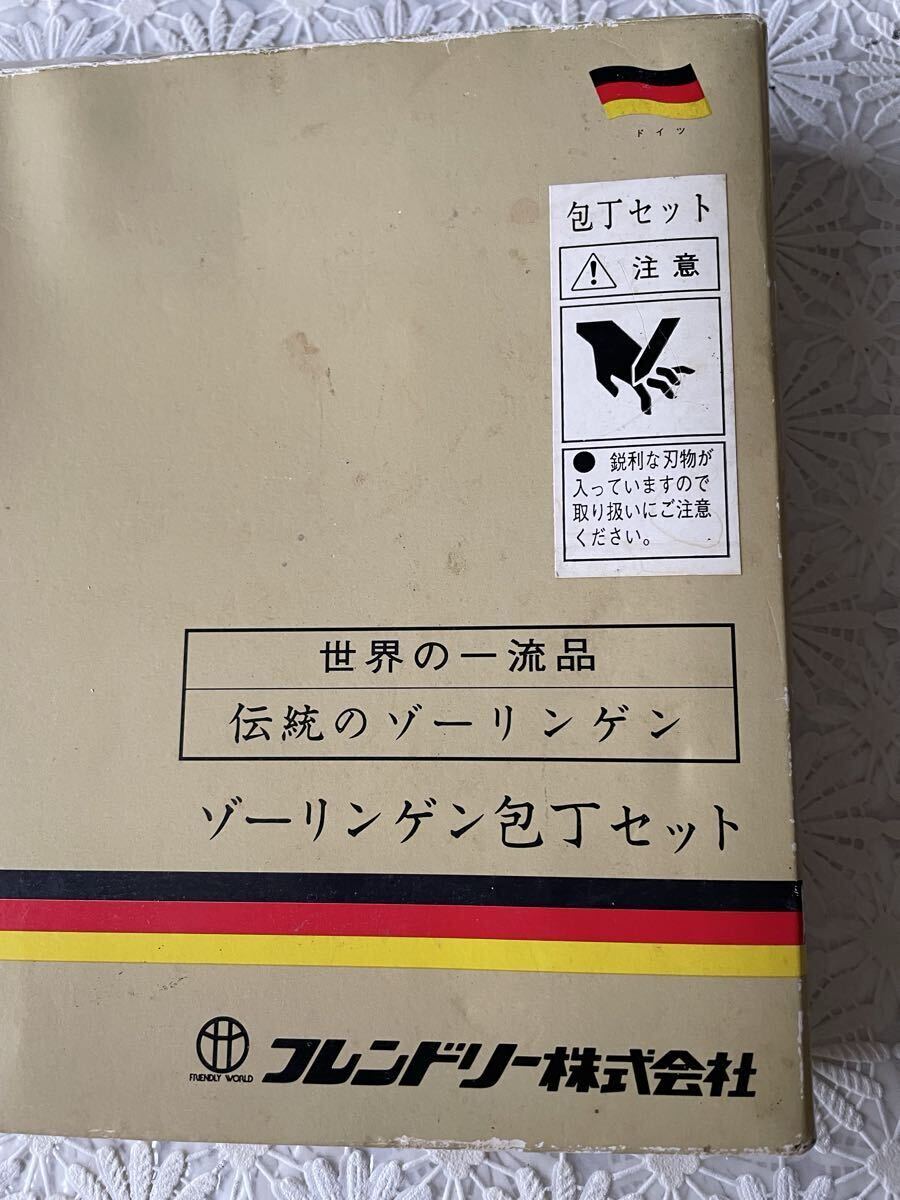 ドイツ
包丁セット
注意
● 鋭利な刃物が
入っていますので
取り扱いにご注意
ください。
世界の一流品
伝統のゾーリンゲン
ゾーリンゲン包丁セット
FRIENDLY WORLD
フレンドリー株式会社